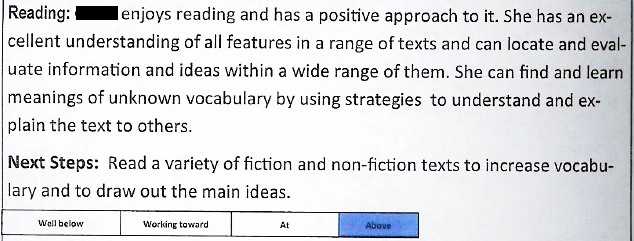 Reading: enjoys reading and has a positive approach to it. She has an ex-
cellent understanding of all features in a range of texts and can locate and eval-
uate information and ideas within a wide range of them. She can find and learn
meanings of unknown vocabulary by using strategies to understand and ex-
plain the text to others.
Next Steps: Read a variety of fiction and non-fiction texts to increase vocabu-
lary and to draw out the main ideas.
Well below Working toward At Above